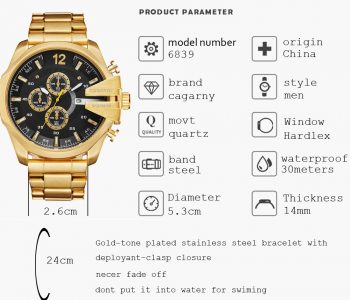 PRODUCT PARAMETER
model number
6839
origin
China
brand
cagarny
style
men
movt
quartz
QUALITY
Window
Hardlex
band
steel
waterproof
30meters
Diameter
5.3cm
Thickness
14mm
2.6cm
24cm
Gold-tone plated stainless steel bracelet with
deployant-clasp closure
necer fade off
dont put it into water for swiming